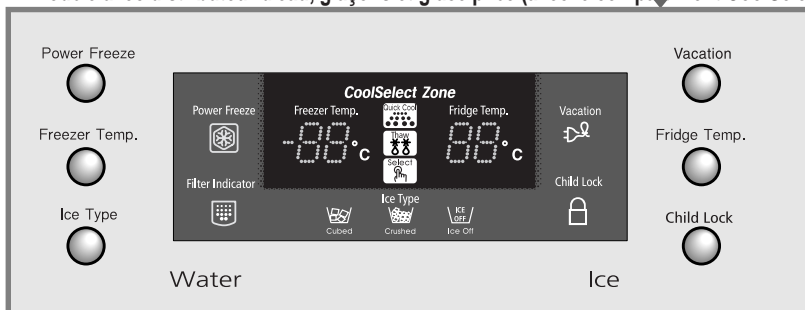 Power Freeze
Vacation
CoolSelect Zone
Power Freeze
Freezer Temp.
Quick Cool
Fridge Temp.
Vacation
-88°C
Thaw
88°C
Freezer Temp.
Fridge Temp.
Select
Filter Indicator
Child Lock
Ice Type
Ice Type
ICE
OFF
Child Lock
Cubed
Crushed
Ice Off
Water
Ice